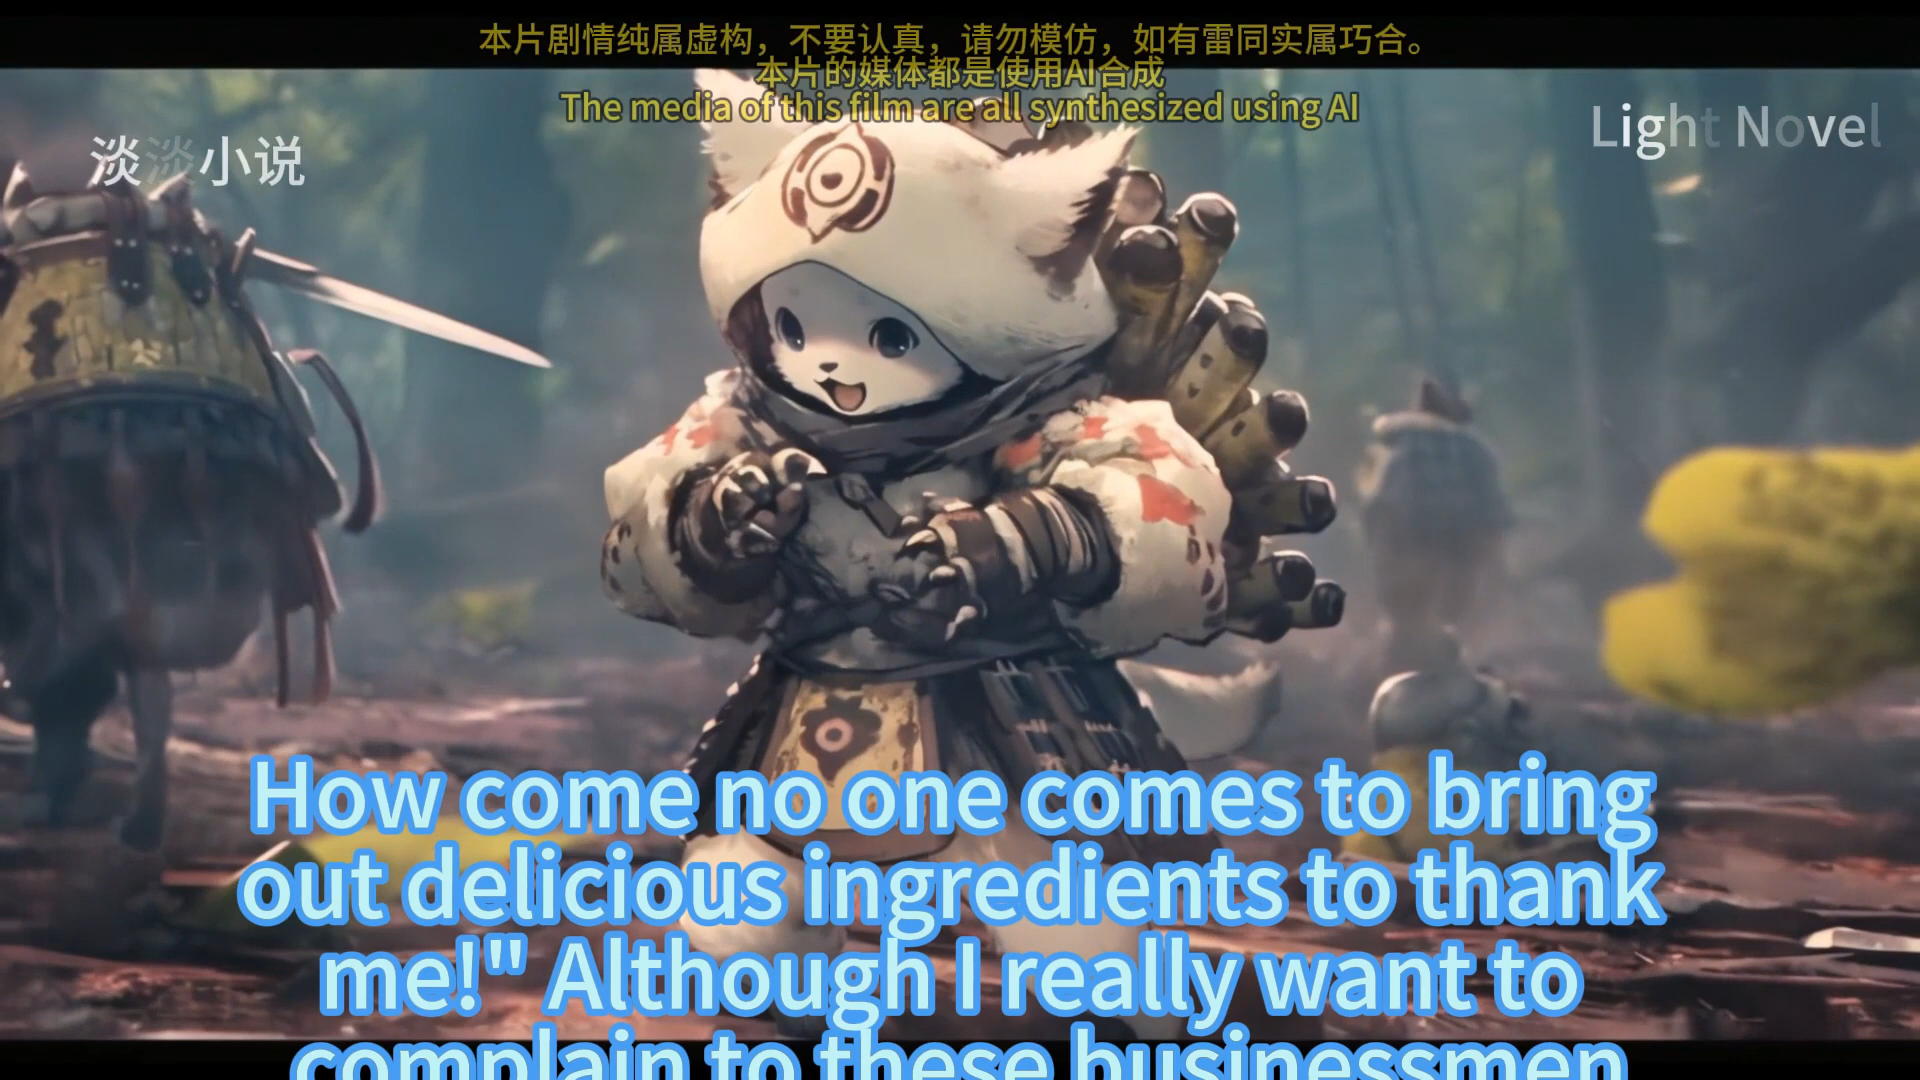 本片剧情纯属虚构，不要认真，请勿模仿，如有雷同实属巧合。
本片的媒体都是使用AI合成
The media of this film are all synthesized using AI
淡淡小说
Light Novel
How come no one comes to bring
out delicious ingredients to thank
me!" Although I really want to
complain to these businessmen